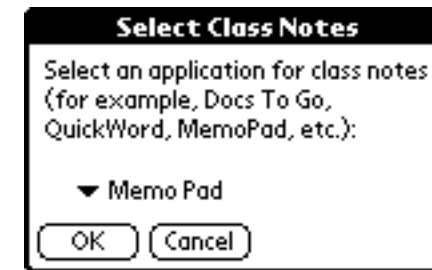 Select Class Notes
Select an application for class notes
(for example, Docs To Go,
QuickWord, MemoPad, etc.):
Memo Pad
OK Cancel